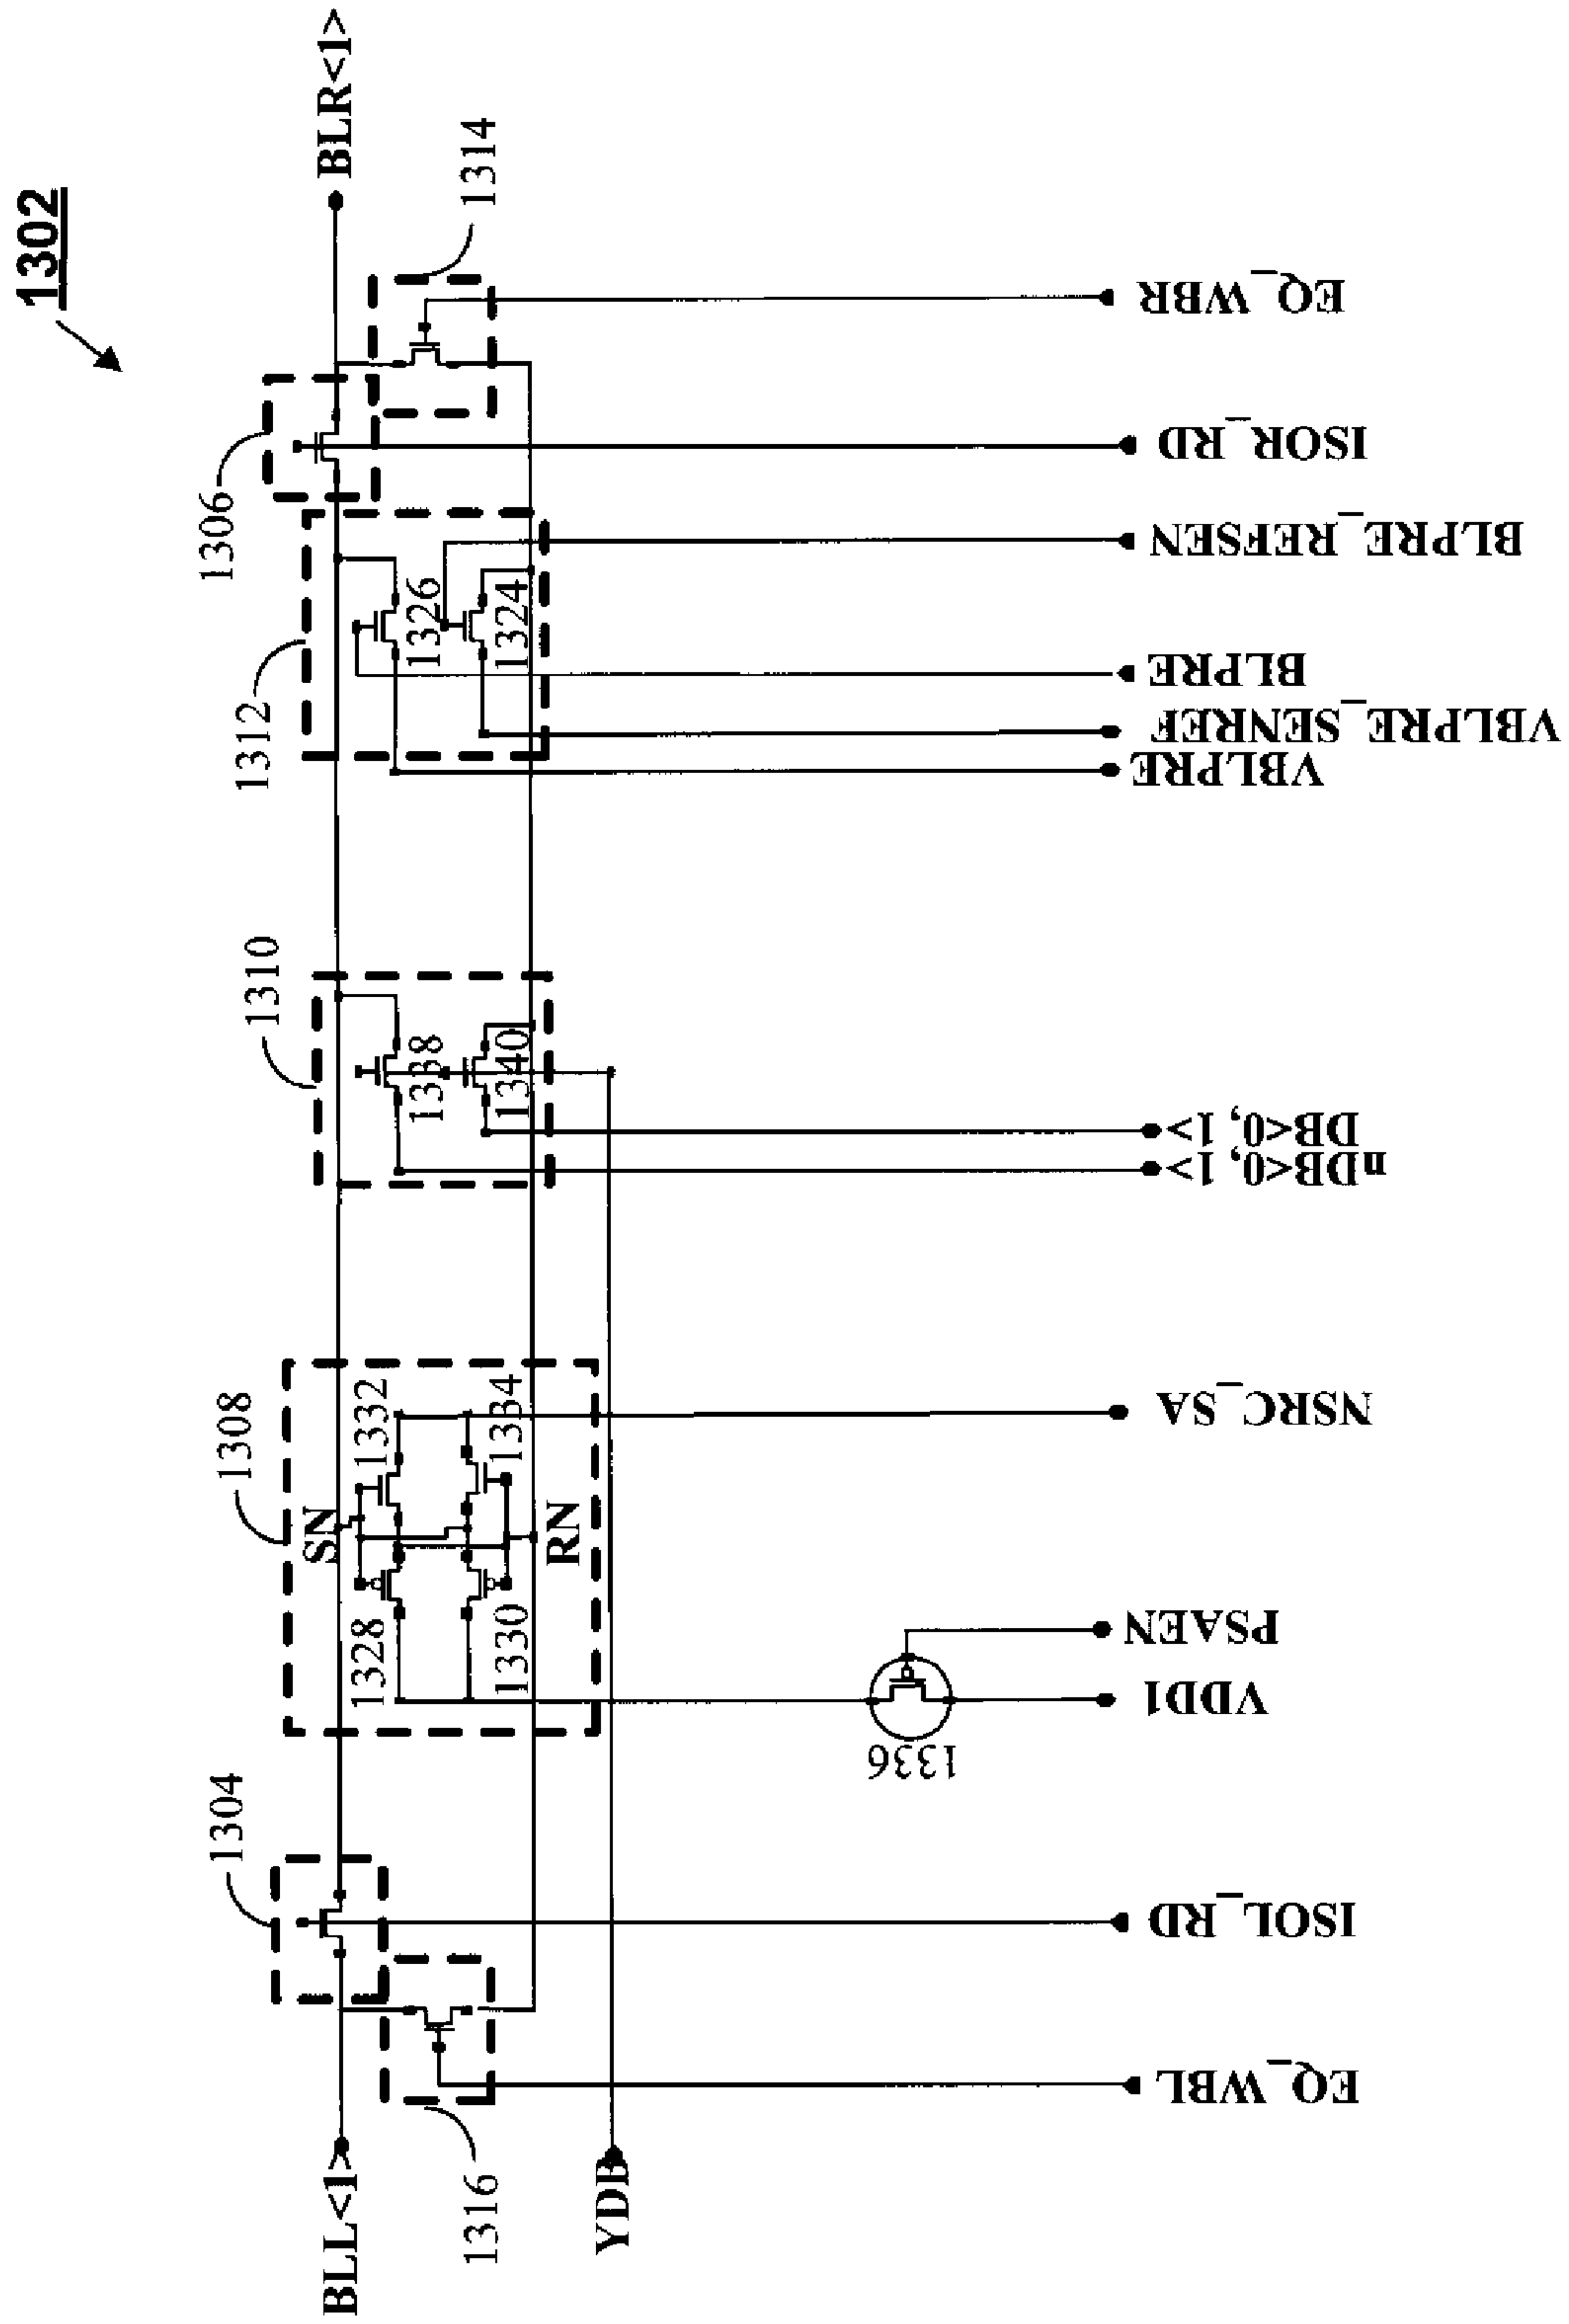 1302
BLR<1>
1314
EQ_WBR
1306
ISOR_RD
1312
1326
1324
BLPRE_REFSEN
BLPRE
VBLPRE_SENREF
VBLPRE
1310
1338
1340
DB<0, 1>
nDB<0, 1>
1308
SN
1332
1334
RN
1328
1330
NSRC_SA
PSAEN
VDD1
1336
1304
ISOL_RD
1316
EQ_WBL
BLL<1>
YDB